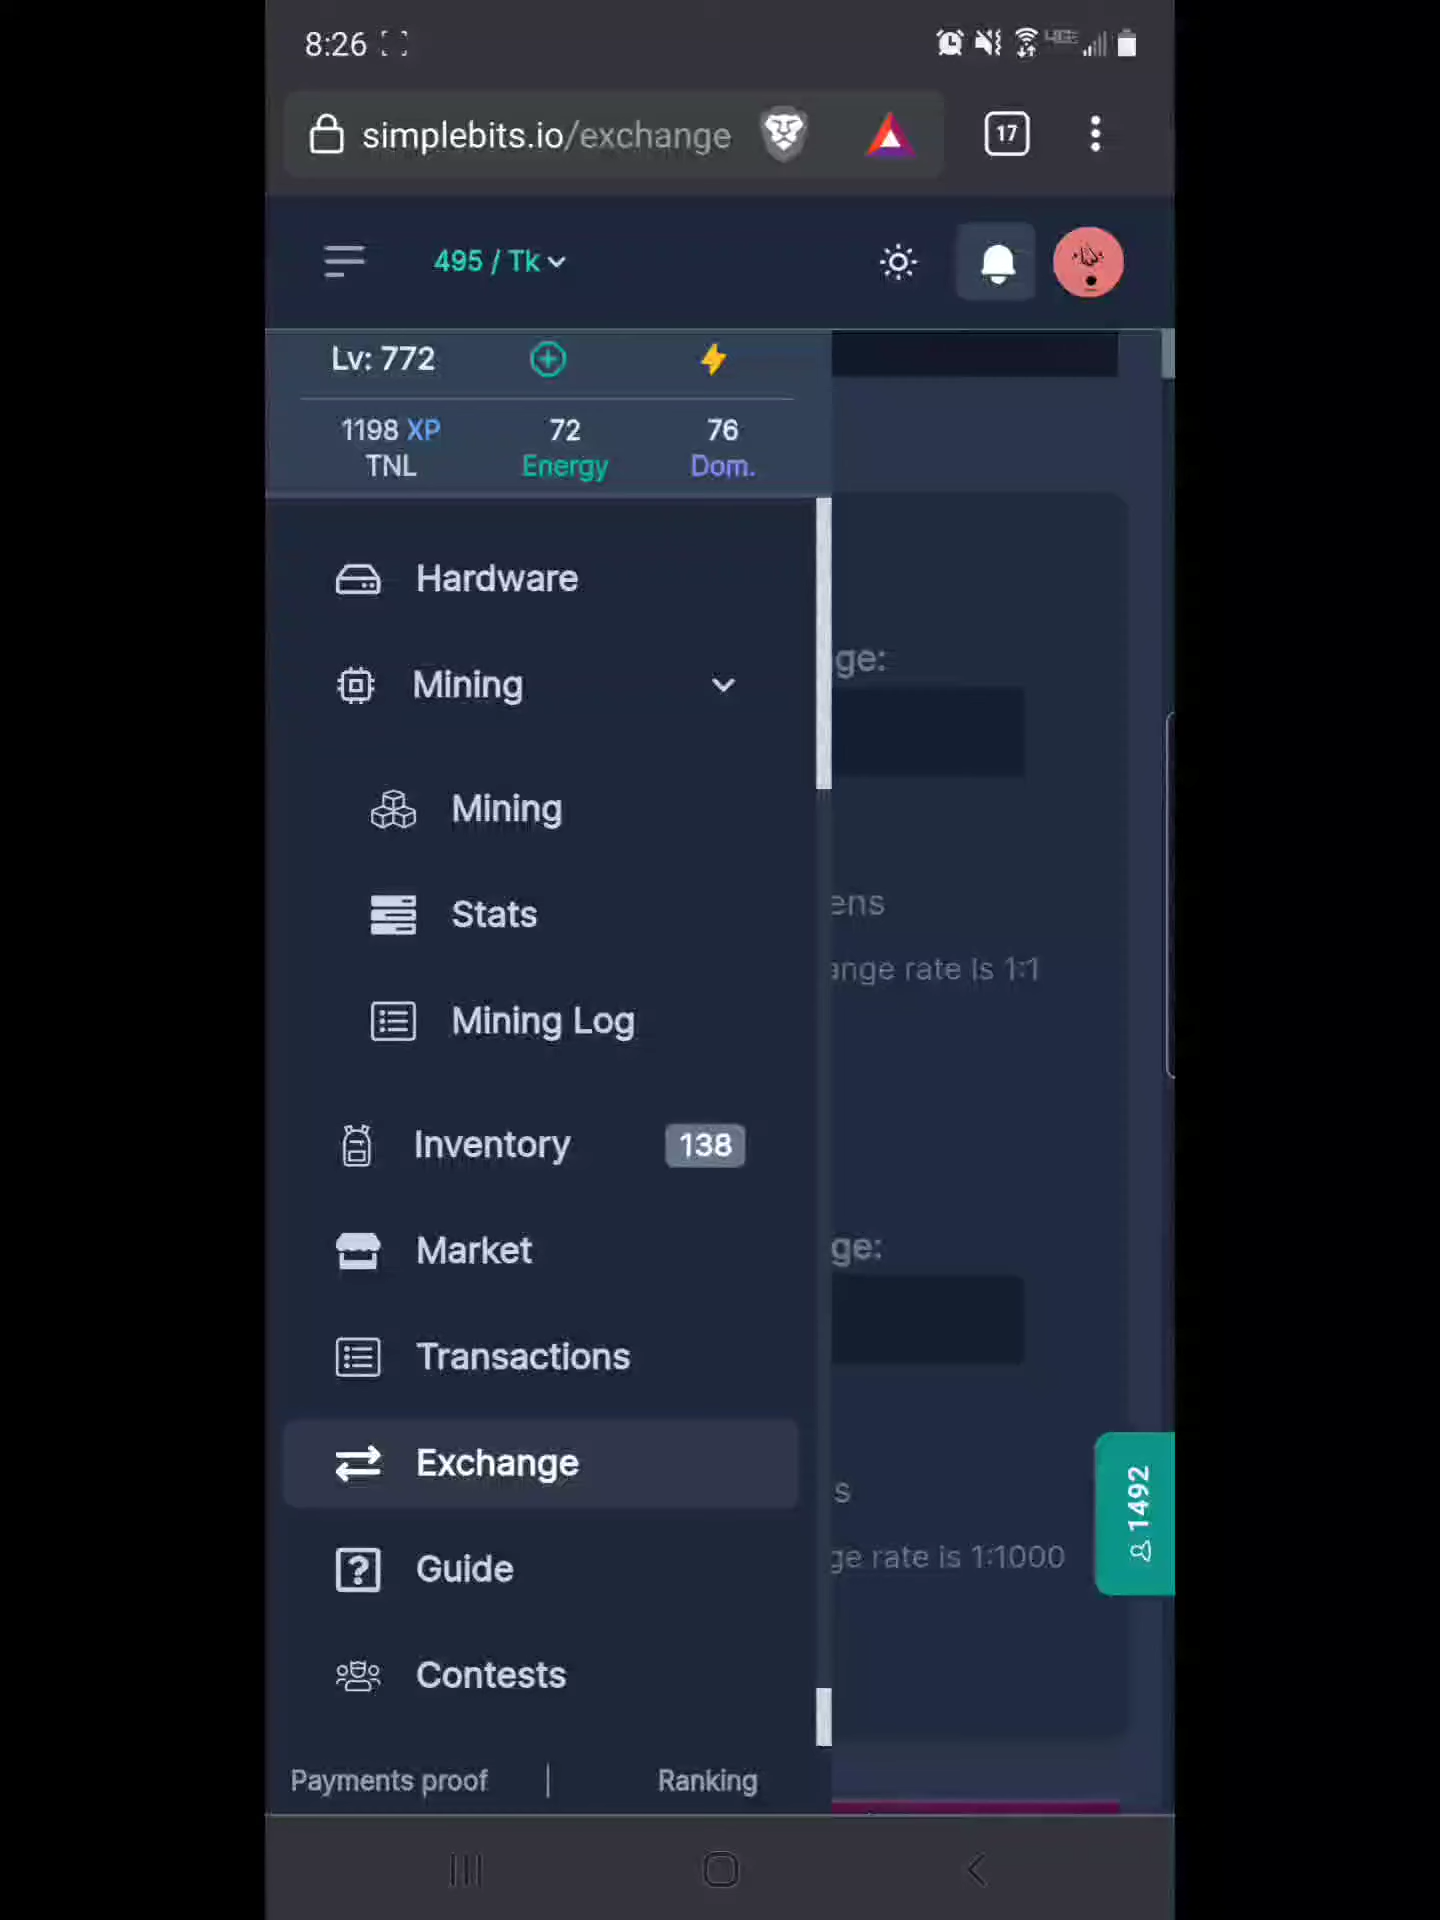 8:26
simplebits.io/exchange
17
495 / Tk
Lv: 772
1198 XP
TNL
72
Energy
76
Dom.
Hardware
Mining
ge:
Mining
Stats
ens
ange rate is 1:1
Mining Log
Inventory
138
Market
ge:
Transactions
Exchange
s
1492
Guide
ge rate is 1:1000
Contests
Payments proof | Ranking